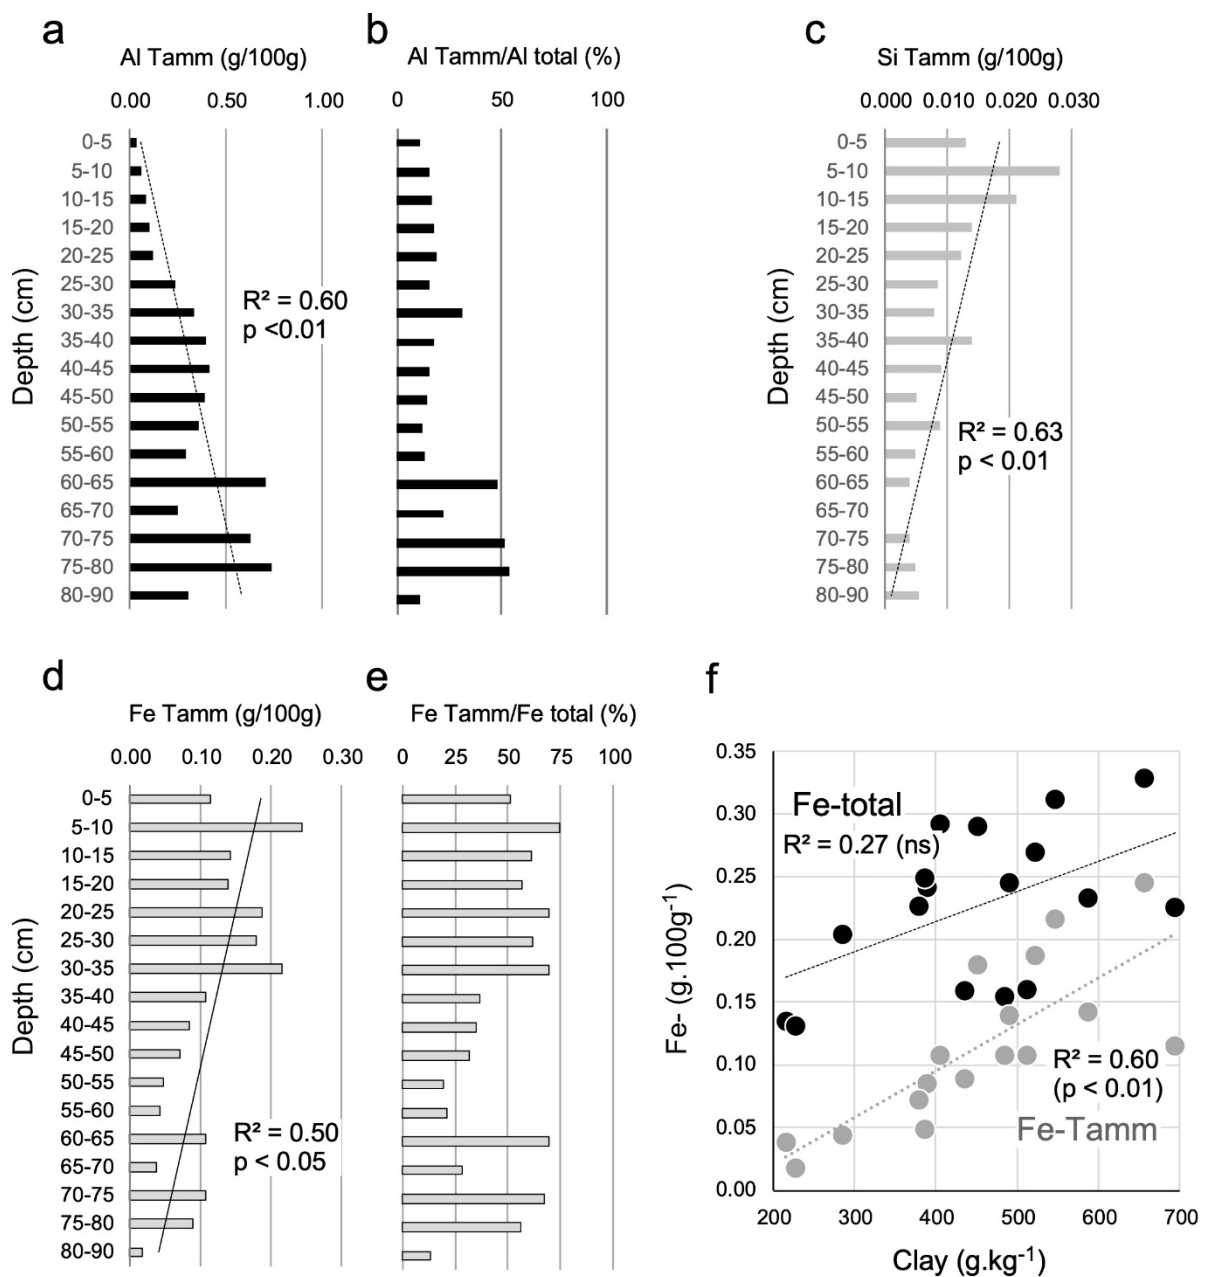 a
Al Tamm (g/100g)
0.00 0.50 1.00
Depth (cm)
0-5
5-10
10-15
15-20
20-25
25-30
30-35
35-40
40-45
45-50
50-55
55-60
60-65
65-70
70-75
75-80
80-90
R² = 0.60
p <0.01
b
Al Tamm/Al total (%)
0 50 100
c
Si Tamm (g/100g)
0.000 0.010 0.020 0.030
Depth (cm)
0-5
5-10
10-15
15-20
20-25
25-30
30-35
35-40
40-45
45-50
50-55
55-60
60-65
65-70
70-75
75-80
80-90
R² = 0.63
p < 0.01
d
Fe Tamm (g/100g)
0.00 0.10 0.20 0.30
Depth (cm)
0-5
5-10
10-15
15-20
20-25
25-30
30-35
35-40
40-45
45-50
50-55
55-60
60-65
65-70
70-75
75-80
80-90
R² = 0.50
p < 0.05
e
Fe Tamm/Fe total (%)
0 25 50 75 100
f
Fe- (g.100g⁻¹)
0.35
0.30
0.25
0.20
0.15
0.10
0.05
0.00
Fe-total
R² = 0.27 (ns)
R² = 0.60
(p < 0.01)
Fe-Tamm
200 300 400 500 600 700
Clay (g.kg⁻¹)